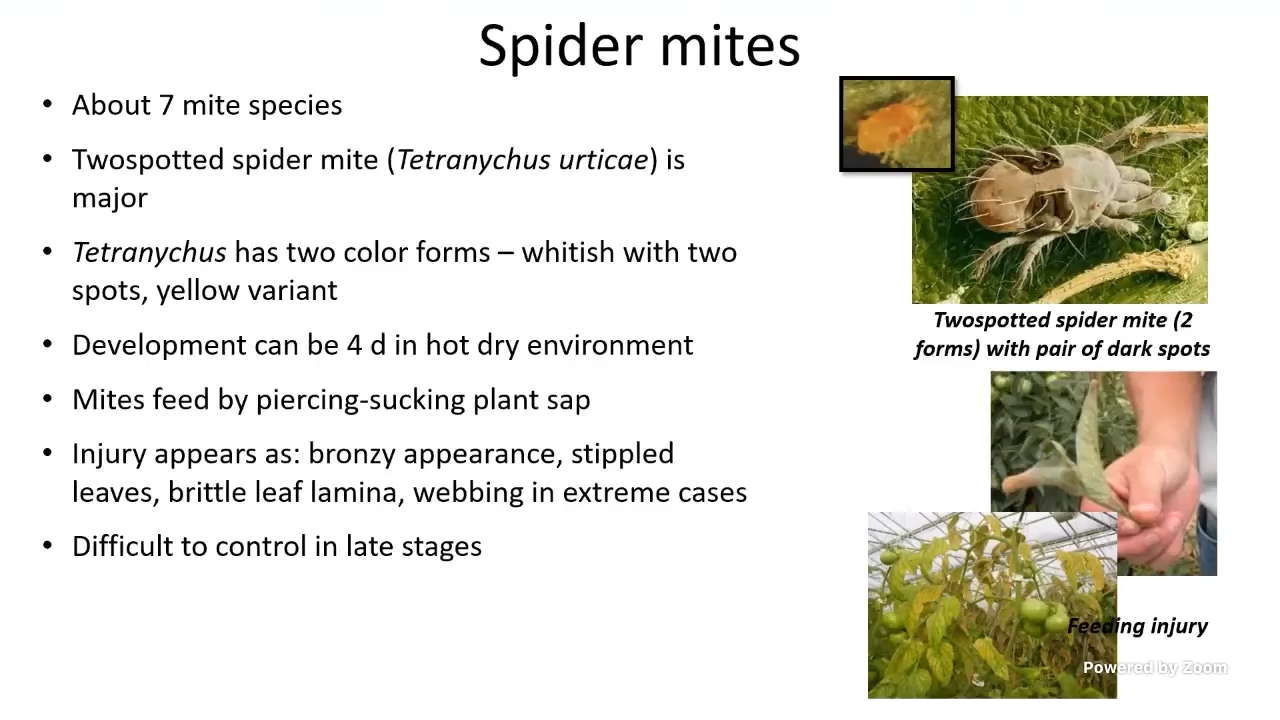 Spider mites
• About 7 mite species
• Twospotted spider mite (Tetranychus urticae) is
major
• Tetranychus has two color forms – whitish with two
spots, yellow variant
• Development can be 4 d in hot dry environment
• Mites feed by piercing-sucking plant sap
• Injury appears as: bronzy appearance, stippled
leaves, brittle leaf lamina, webbing in extreme cases
• Difficult to control in late stages
Twospotted spider mite (2
forms) with pair of dark spots
Feeding injury
Powered by Zoom